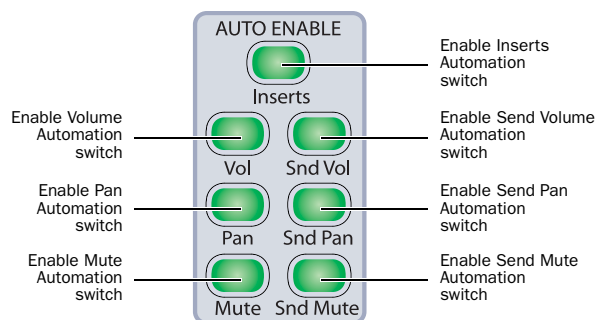 AUTO ENABLE
Enable Inserts
Automation
switch
Inserts
Enable Volume
Automation
switch
Enable Send Volume
Automation
switch
Vol
Snd Vol
Enable Pan
Automation
switch
Enable Send Pan
Automation
switch
Pan
Snd Pan
Enable Mute
Automation
switch
Enable Send Mute
Automation
switch
Mute
Snd Mute